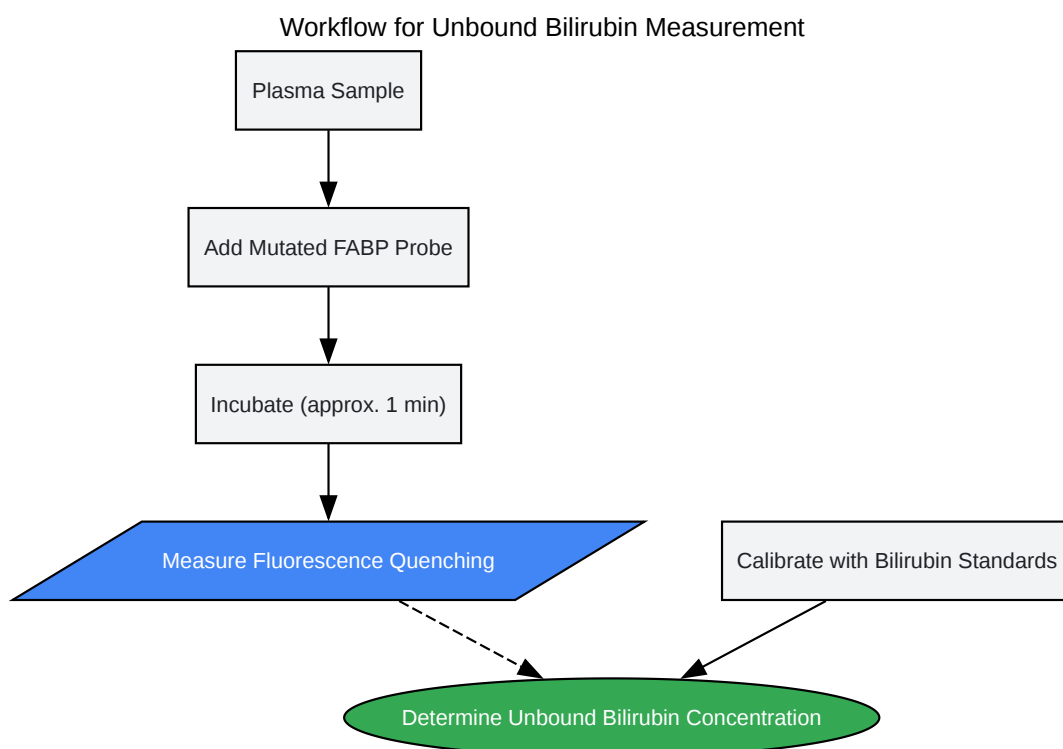 Workflow for Unbound Bilirubin Measurement
Plasma Sample
Add Mutated FABP Probe
Incubate (approx. 1 min)
Measure Fluorescence Quenching
Calibrate with Bilirubin Standards
Determine Unbound Bilirubin Concentration